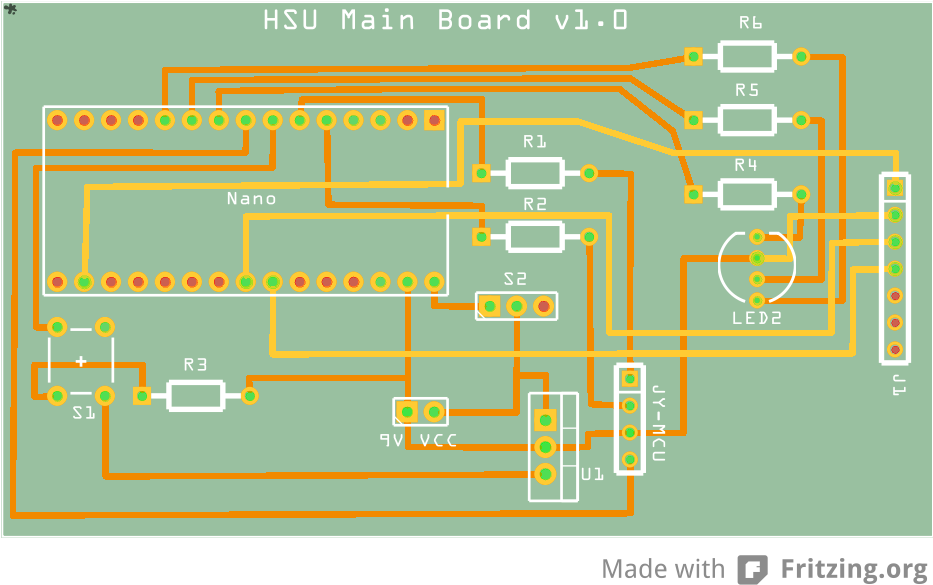 HSU Main Board v1.0
R6
R5
R1
R4
Nano
R2
S2
LED2
R3
J1
S1
JY-MCU
9V VCC
U1
Made with Fritzing.org